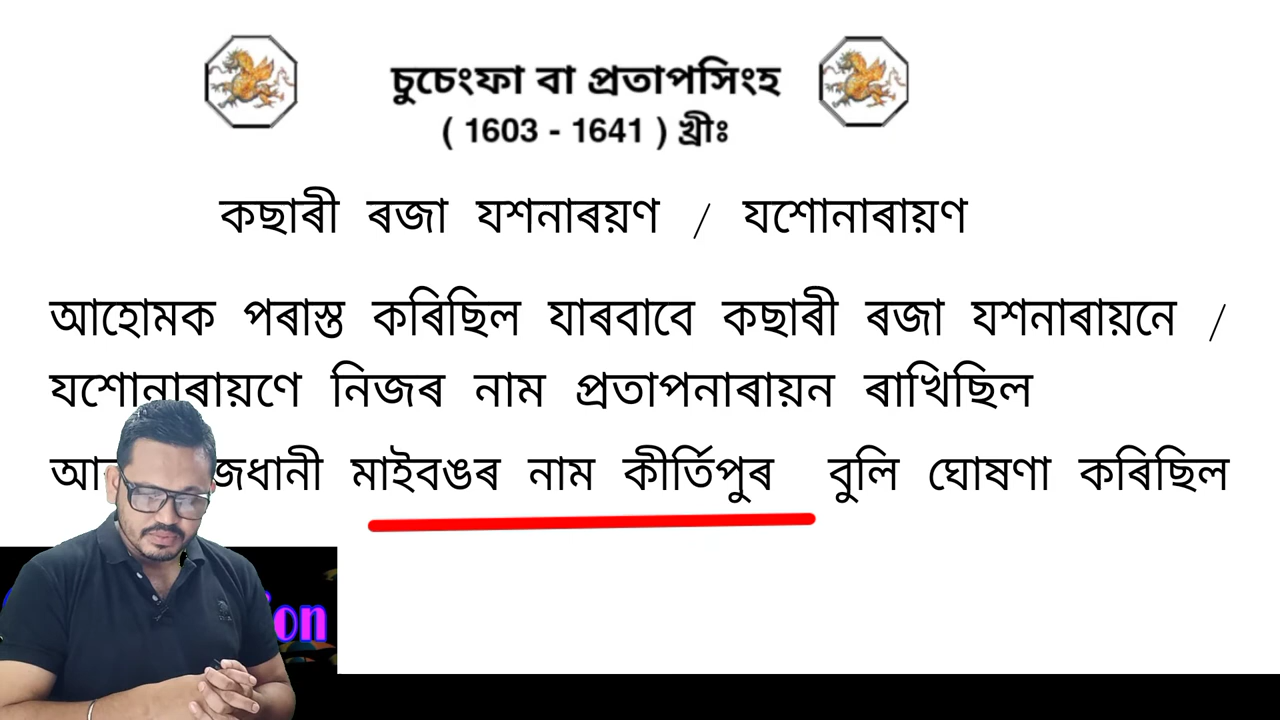 চুচেংফা বা প্ৰতাপসিংহ
( 1603 - 1641 ) খ্ৰীঃ
কছাৰী ৰজা যশনাৰয়ণ / যশোনাৰায়ণ
আহোমক পৰাস্ত কৰিছিল যাৰবাবে কছাৰী ৰজা যশনাৰায়নে /
যশোনাৰায়ণে নিজৰ নাম প্ৰতাপনাৰায়ন ৰাখিছিল
মাইবঙৰ নাম কীৰ্তিপুৰ বুলি ঘোষণা কৰিছিল